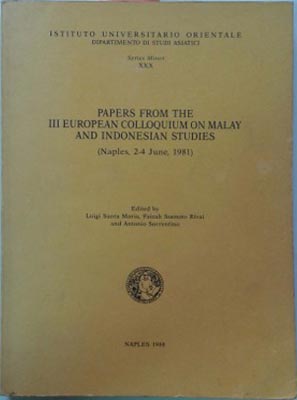 ISTITUTO UNIVERSITARIO ORIENTALE
DIPARTIMENTO DI STUDI ASIATICI
Series Minor
XXX
PAPERS FROM THE
III EUROPEAN COLLOQUIUM ON MALAY
AND INDONESIAN STUDIES
(Naples, 2-4 June, 1981)
Edited by
Luigi Santa Maria, Faizah Soenoto Rivai
and Antonio Sorrentino
NAPLES 1988